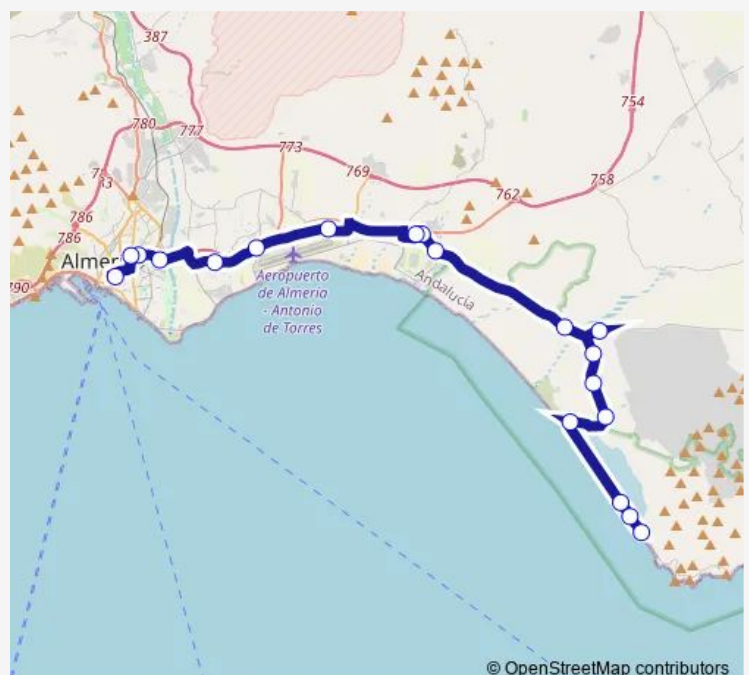 387
754
780
777
773
769
762
758
786
786
Almer
790
Aeropuerto
de Almería
- Antonio
de Torres
Andalucía
© OpenStreetMap contributors